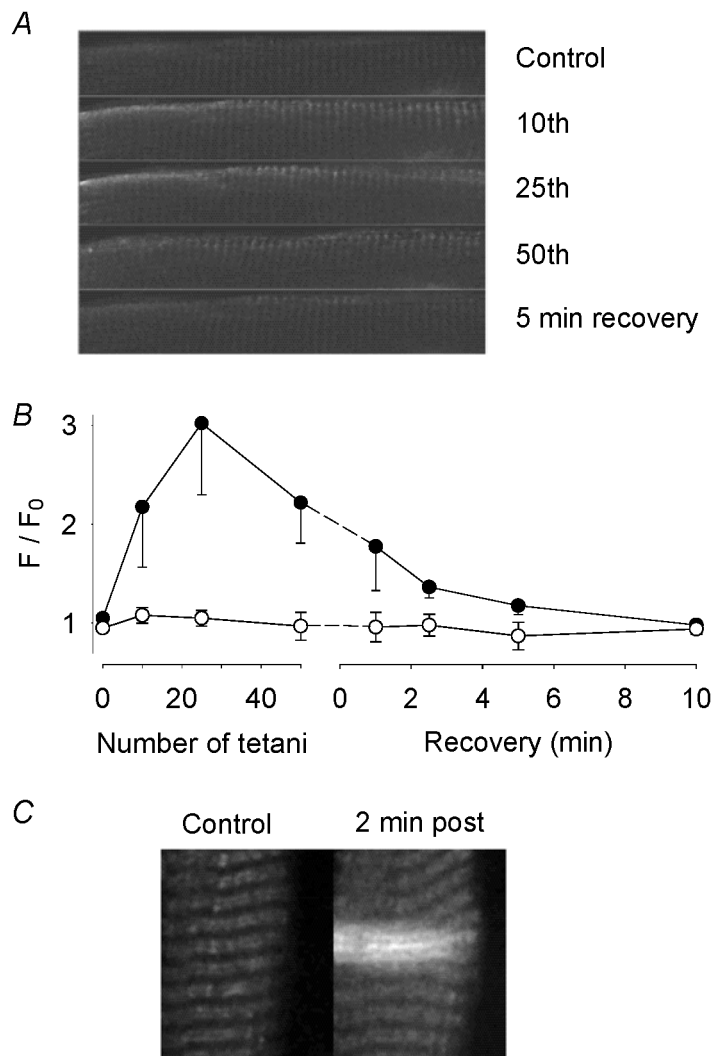 A
Control
10th
25th
50th
5 min recovery
B
3
2
1
F / F0
0 20 40 0 2 4 6 8 10
Number of tetani Recovery (min)
C
Control 2 min post